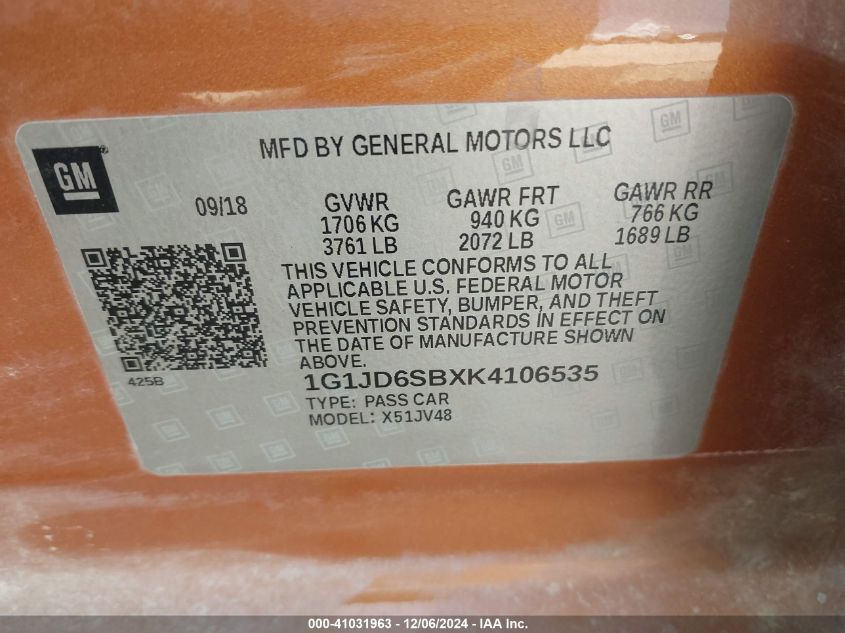 MFD BY GENERAL MOTORS LLC
GM
09/18
GVWR GAWR FRT GAWR RR
1706 KG 940 KG 766 KG
3761 LB 2072 LB 1689 LB
THIS VEHICLE CONFORMS TO ALL
APPLICABLE U.S. FEDERAL MOTOR
VEHICLE SAFETY, BUMPER, AND THEFT
PREVENTION STANDARDS IN EFFECT ON
THE DATE OF MANUFACTURE SHOWN
ABOVE.
425B
1G1JD6SBXK4106535
TYPE: PASS CAR
MODEL: X51JV48
000-41031963 - 12/06/2024 - IAA Inc.